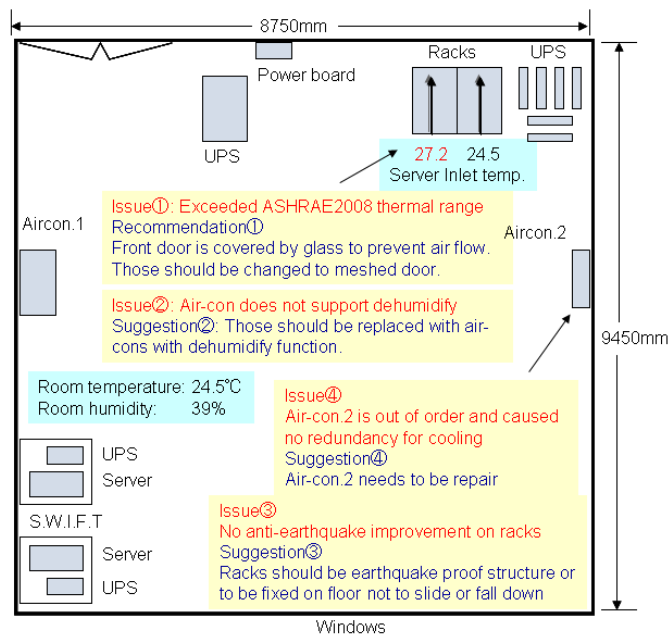 8750mm
Racks
UPS
Power board
UPS
27.2 24.5
Server Inlet temp.
Issue①: Exceeded ASHRAE2008 thermal range
Recommendation①
Front door is covered by glass to prevent air flow.
Those should be changed to meshed door.
Aircon.1
Aircon.2
Issue②: Air-con does not support dehumidify
Suggestion②: Those should be replaced with air-
cons with dehumidify function.
9450mm
Room temperature: 24.5℃
Room humidity: 39%
Issue④
Air-con.2 is out of order and caused
no redundancy for cooling
Suggestion④
Air-con.2 needs to be repair
UPS
Server
S.W.I.F.T
Server
UPS
Issue③
No anti-earthquake improvement on racks
Suggestion③
Racks should be earthquake proof structure or
to be fixed on floor not to slide or fall down
Windows